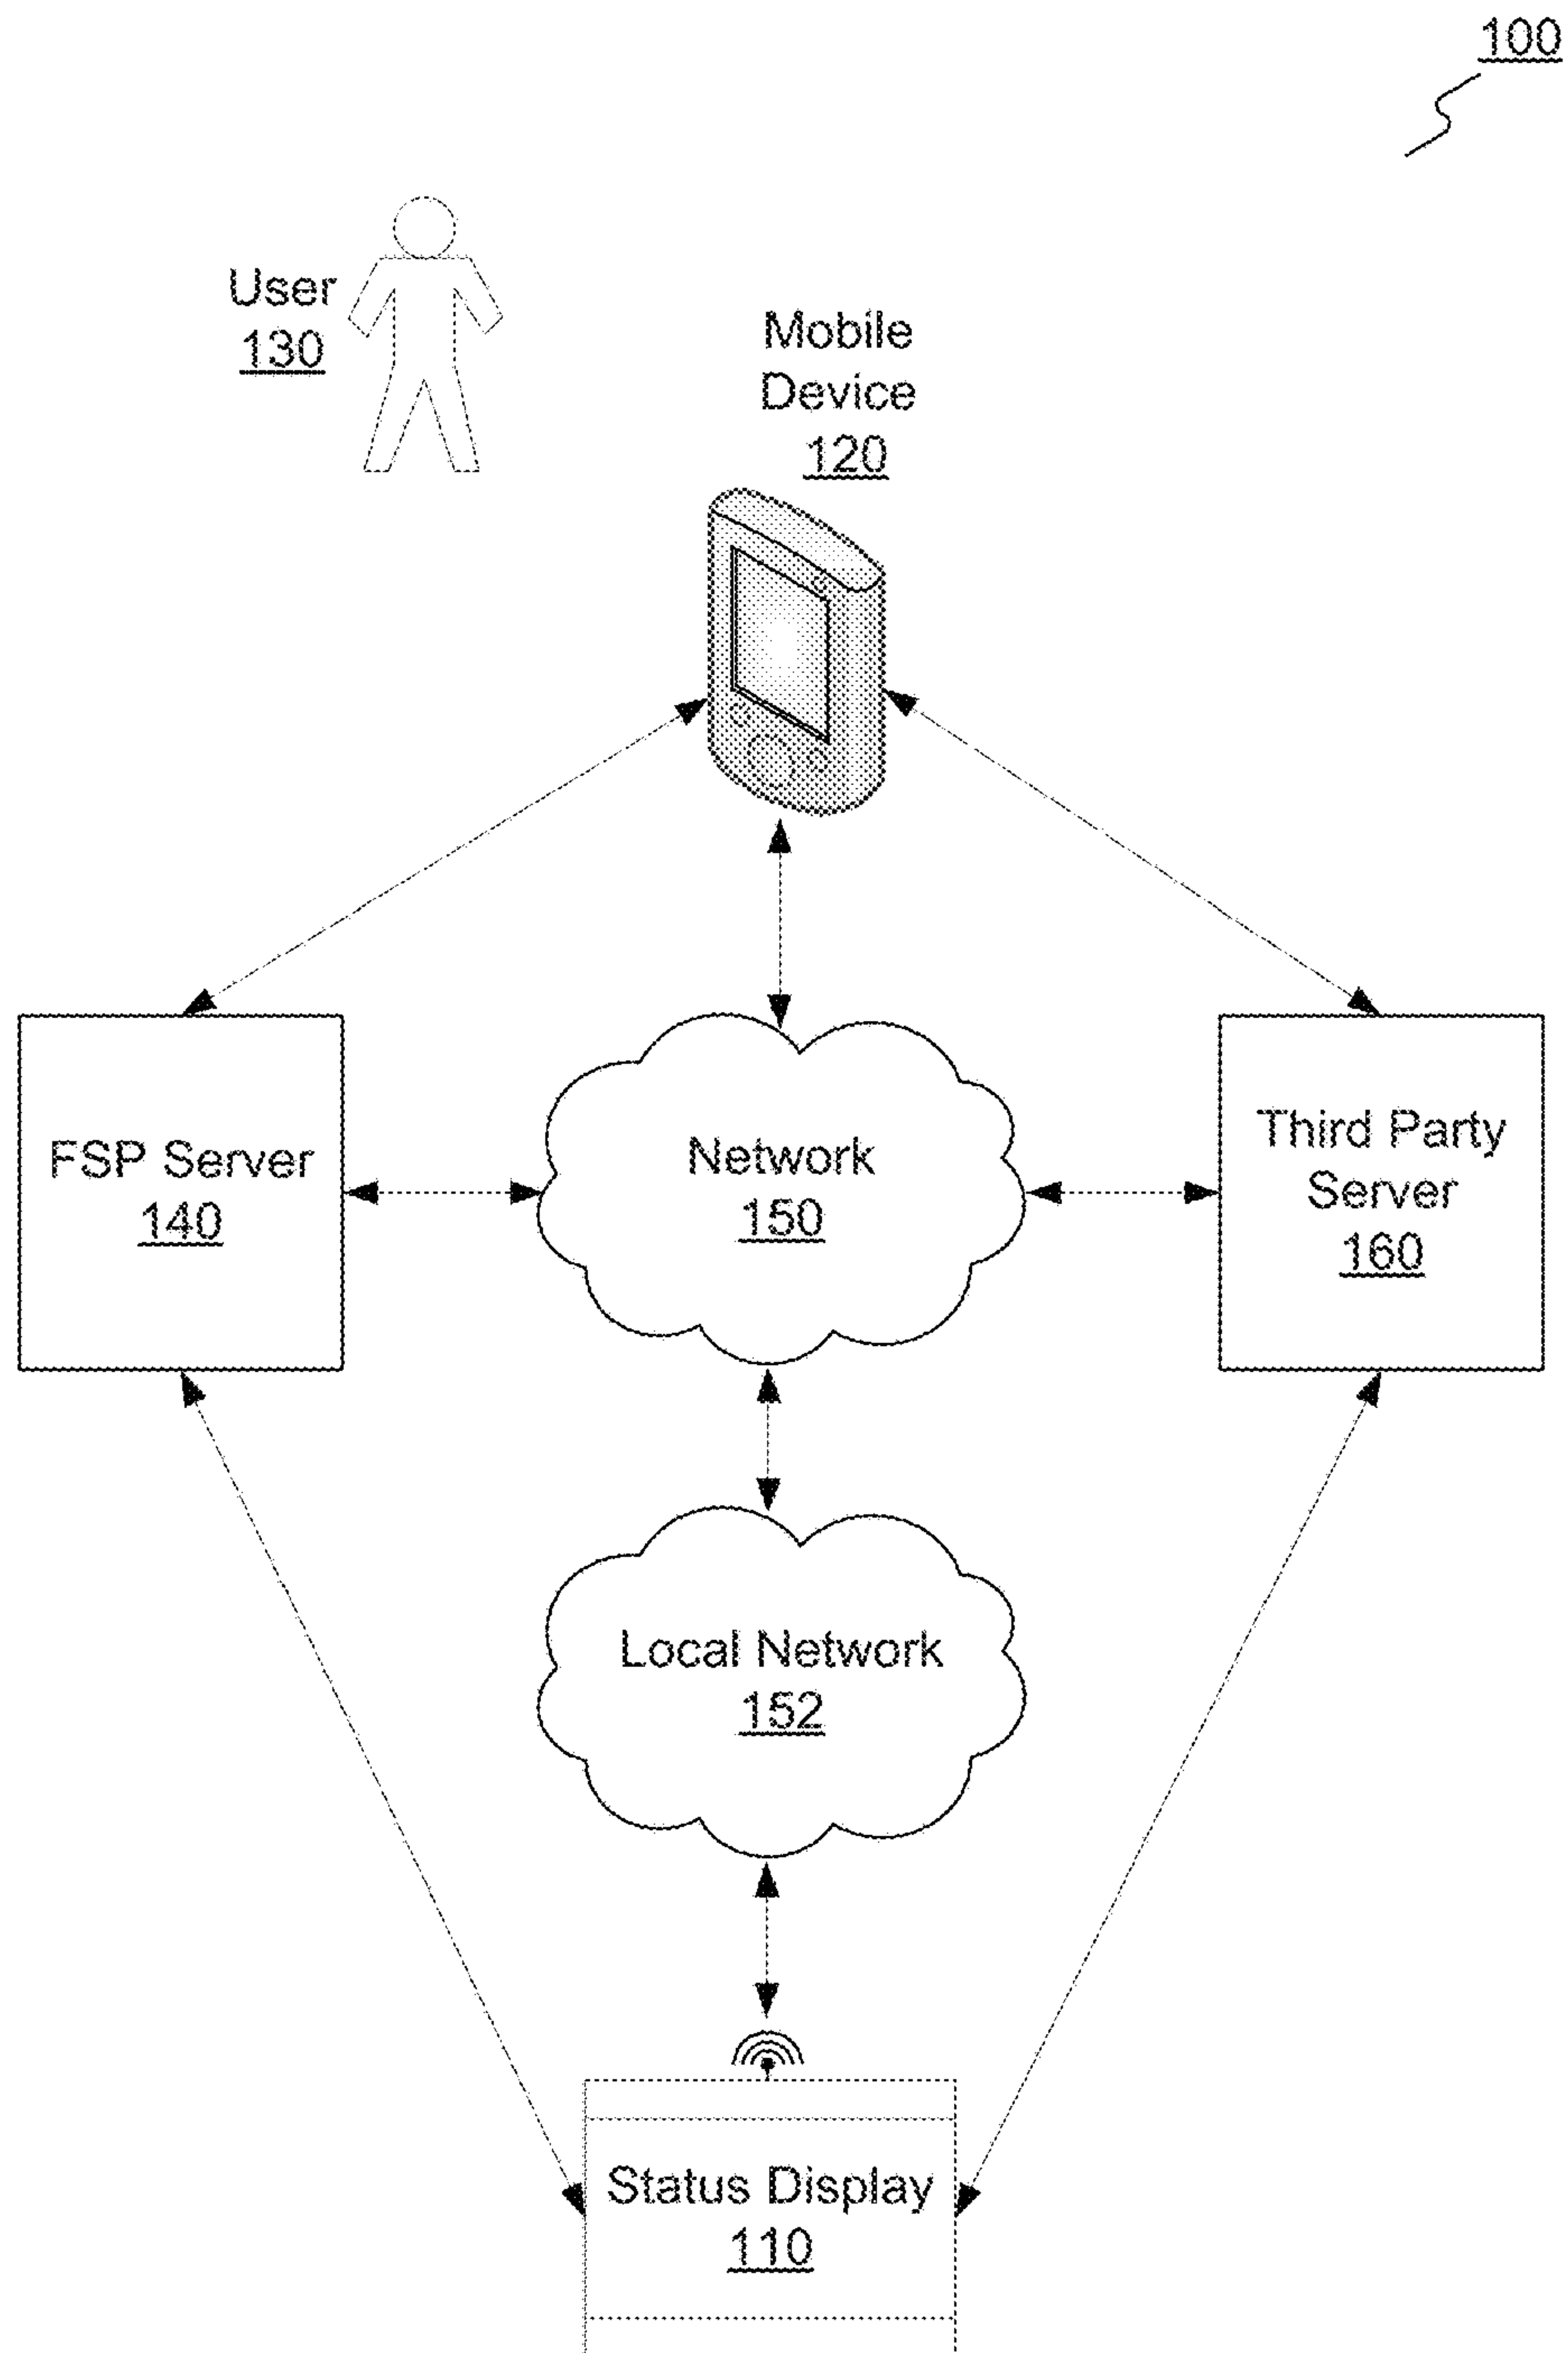 100
User
130
Mobile
Device
120
FSP Server
140
Network
150
Third Party
Server
160
Local Network
152
Status Display
110